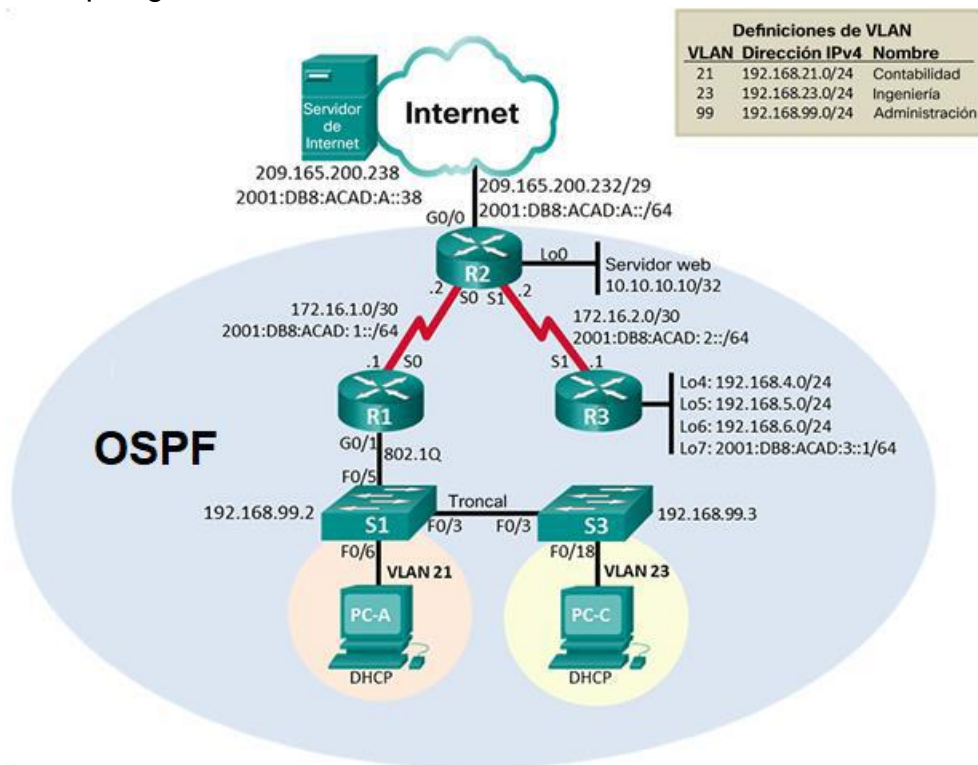 Definiciones de VLAN
VLAN Dirección IPv4 Nombre
21 192.168.21.0/24 Contabilidad
23 192.168.23.0/24 Ingeniería
99 192.168.99.0/24 Administración
Servidor
de
Internet
Internet
209.165.200.238
2001:DB8:ACAD:A::38
209.165.200.232/29
2001:DB8:ACAD:A::/64
G0/0
R2
Lo0
Servidor web
10.10.10.10/32
.2
S0
S1
.2
172.16.1.0/30
2001:DB8:ACAD: 1::/64
172.16.2.0/30
2001:DB8:ACAD: 2::/64
.1
S0
S1
.1
R1
R3
Lo4: 192.168.4.0/24
Lo5: 192.168.5.0/24
Lo6: 192.168.6.0/24
Lo7: 2001:DB8:ACAD:3::1/64
OSPF
G0/1
802.1Q
F0/5
Troncal
192.168.99.2
S1
F0/3
F0/3
S3
192.168.99.3
F0/6
F0/18
VLAN 21
VLAN 23
PC-A
PC-C
DHCP
DHCP